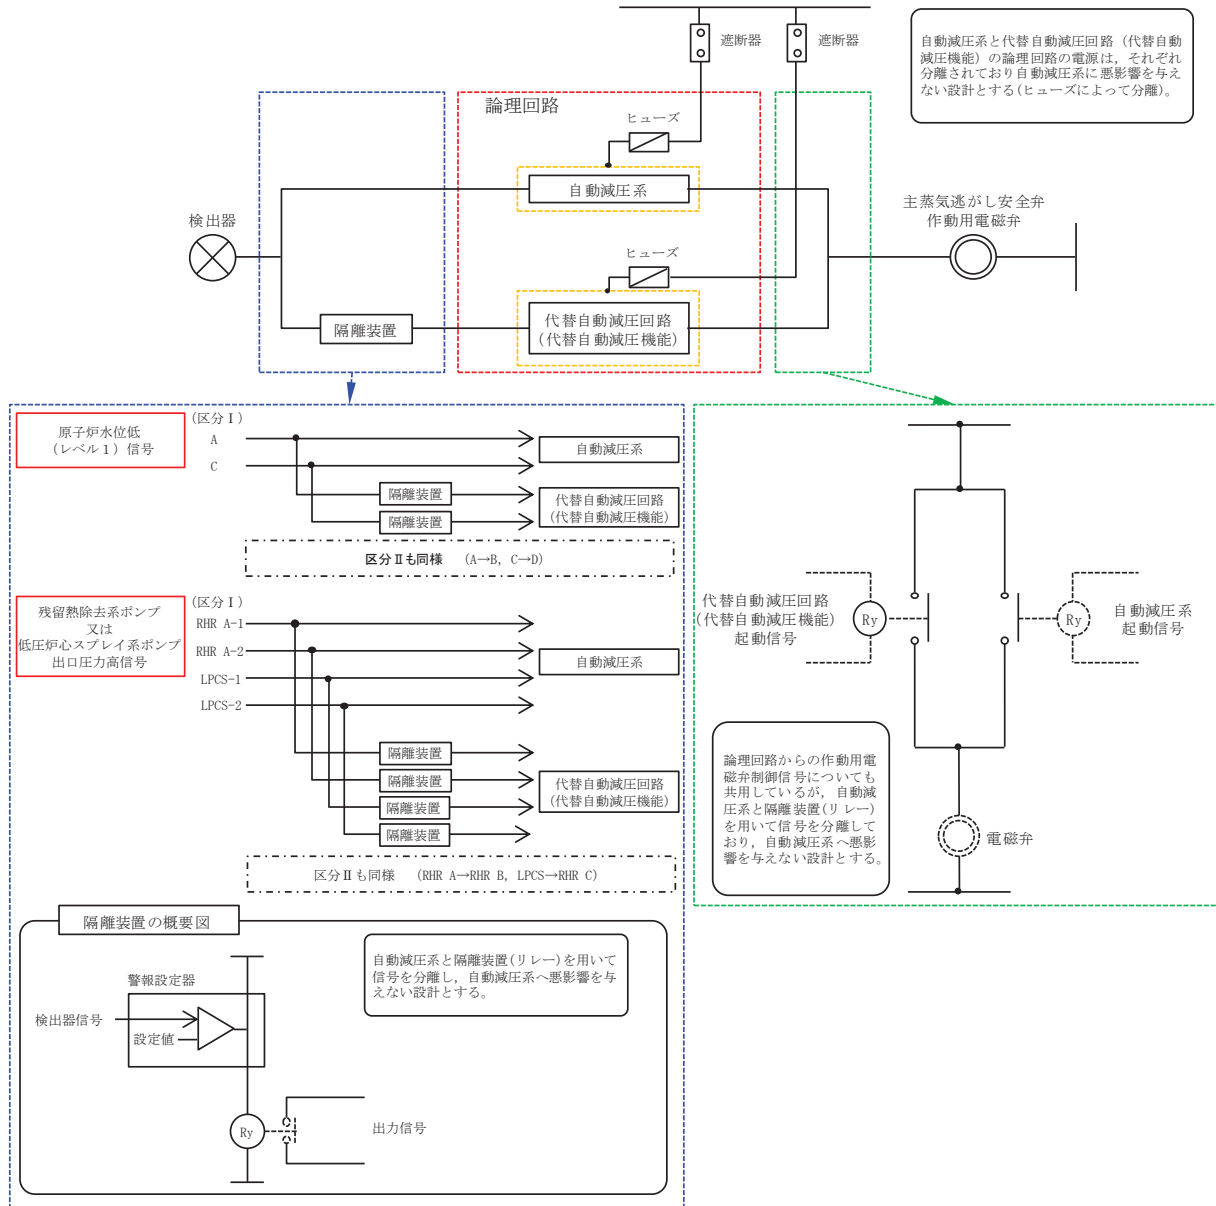 遮断器
遮断器
自動減圧系と代替自動減圧回路（代替自動
減圧機能）の論理回路の電源は，それぞれ
分離されており自動減圧系に悪影響を与え
ない設計とする(ヒューズによって分離)。
論理回路
ヒューズ
自動減圧系
検出器
主蒸気逃がし安全弁
作動用電磁弁
ヒューズ
隔離装置
代替自動減圧回路
（代替自動減圧機能）
原子炉水位低
（レベル１）信号
（区分Ⅰ）
A
C
自動減圧系
隔離装置
隔離装置
代替自動減圧回路
（代替自動減圧機能）
区分Ⅱも同様　（A→B，C→D）
残留熱除去系ポンプ
又は
低圧炉心スプレイ系ポンプ
出口圧力高信号
（区分Ⅰ）
RHR A-1
RHR A-2
LPCS-1
LPCS-2
自動減圧系
隔離装置
隔離装置
隔離装置
隔離装置
代替自動減圧回路
（代替自動減圧機能）
区分Ⅱも同様　（RHR A→RHR B，LPCS→RHR C）
隔離装置の概要図
自動減圧系と隔離装置(リレー)を用いて
信号を分離し，自動減圧系へ悪影響を与
えない設計とする。
警報設定器
検出器信号
設定値
Ry
出力信号
代替自動減圧回路
（代替自動減圧機能）
起動信号
Ry
Ry
自動減圧系
起動信号
論理回路からの作動用電
磁弁制御信号についても
共用しているが，自動減
圧系と隔離装置(リレー)
を用いて信号を分離して
おり，自動減圧系へ悪影
響を与えない設計とする。
電磁弁